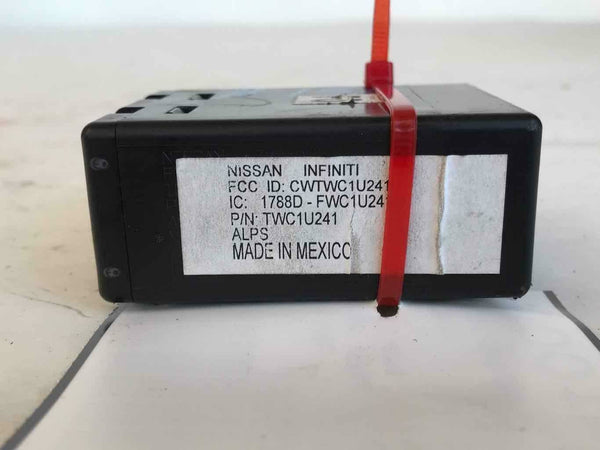 NISSAN INFINITI
FCC ID: CWTWC1U241
IC: 1788D - FWC1U241
P/N: TWC1U241
ALPS
MADE IN MEXICO